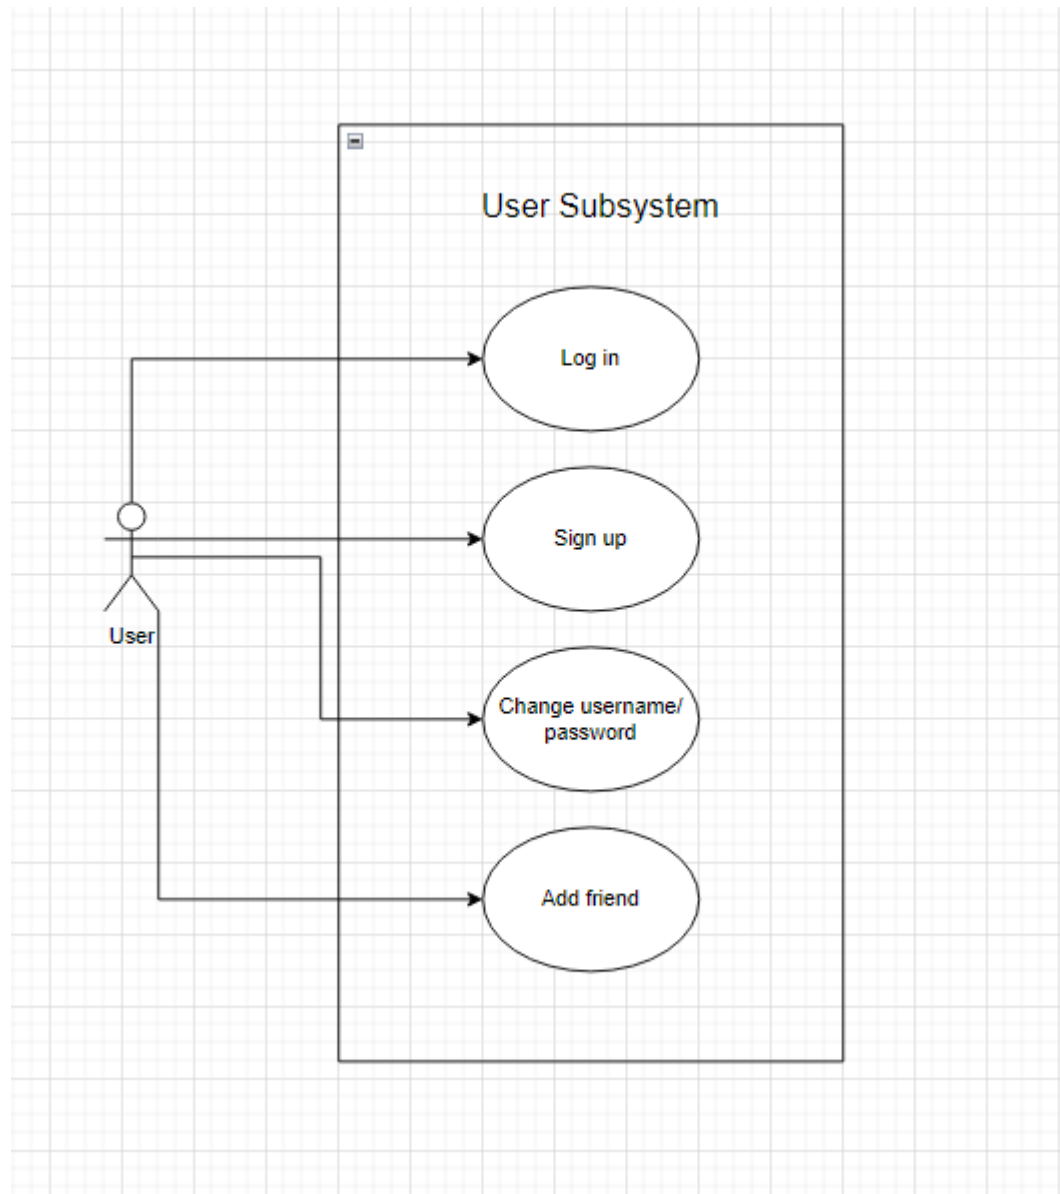 User Subsystem
Log in
Sign up
User
Change username/
password
Add friend